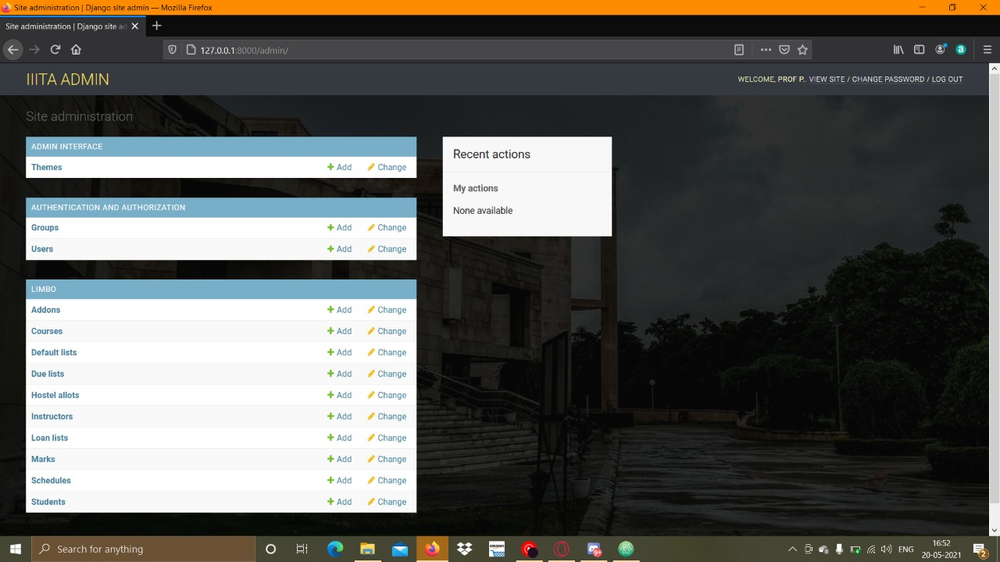 Site administration | Django site admin — Mozilla Firefox
Site administration | Django site ad
127.0.0.1:8000/admin/
IIITA ADMIN
WELCOME, PROF P.. VIEW SITE / CHANGE PASSWORD / LOG OUT
Site administration
ADMIN INTERFACE
Themes Add Change
AUTHENTICATION AND AUTHORIZATION
Groups Add Change
Users Add Change
LIMBO
Addons Add Change
Courses Add Change
Default lists Add Change
Due lists Add Change
Hostel allots Add Change
Instructors Add Change
Loan lists Add Change
Marks Add Change
Schedules Add Change
Students Add Change
Recent actions
My actions
None available
Search for anything
amazon
ENG
16:52
20-05-2021
2